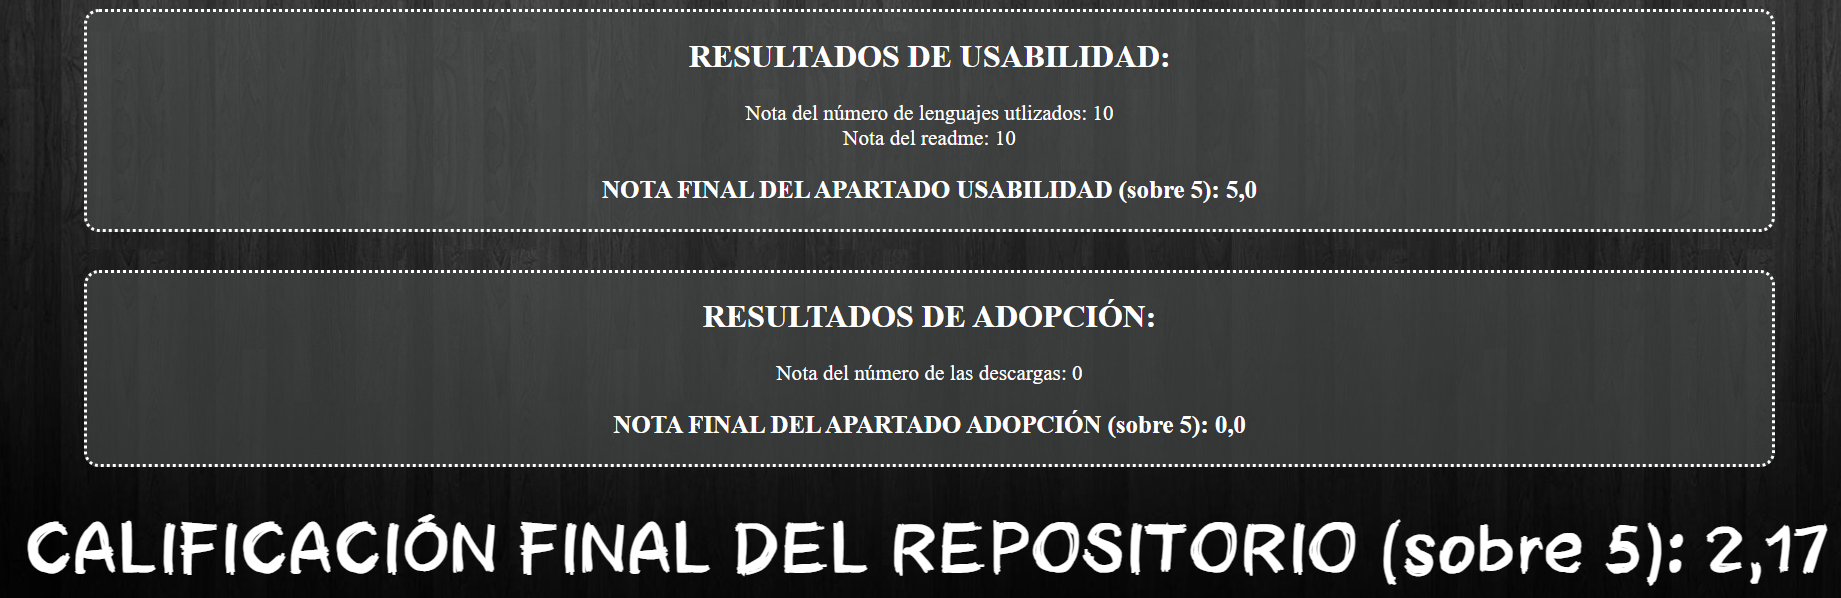 RESULTADOS DE USABILIDAD:
Nota del número de lenguajes utlizados: 10
Nota del readme: 10
NOTA FINAL DEL APARTADO USABILIDAD (sobre 5): 5,0
RESULTADOS DE ADOPCIÓN:
Nota del número de las descargas: 0
NOTA FINAL DEL APARTADO ADOPCIÓN (sobre 5): 0,0
CALIFICACIÓN FINAL DEL REPOSITORIO (sobre 5): 2,17